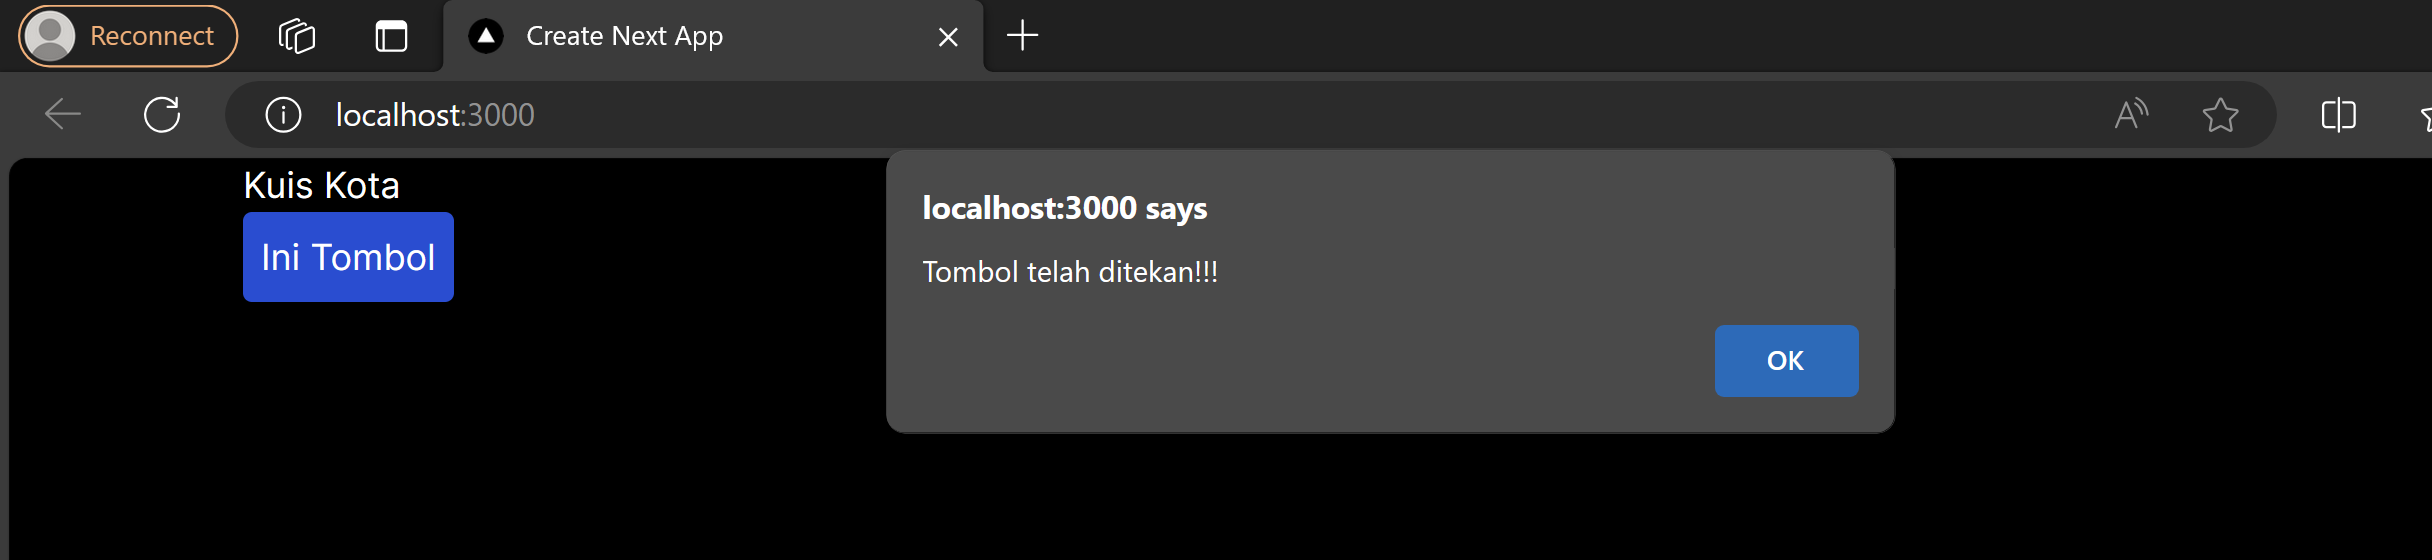 Reconnect
Create Next App
localhost:3000
Kuis Kota
Ini Tombol
localhost:3000 says
Tombol telah ditekan!!!
OK